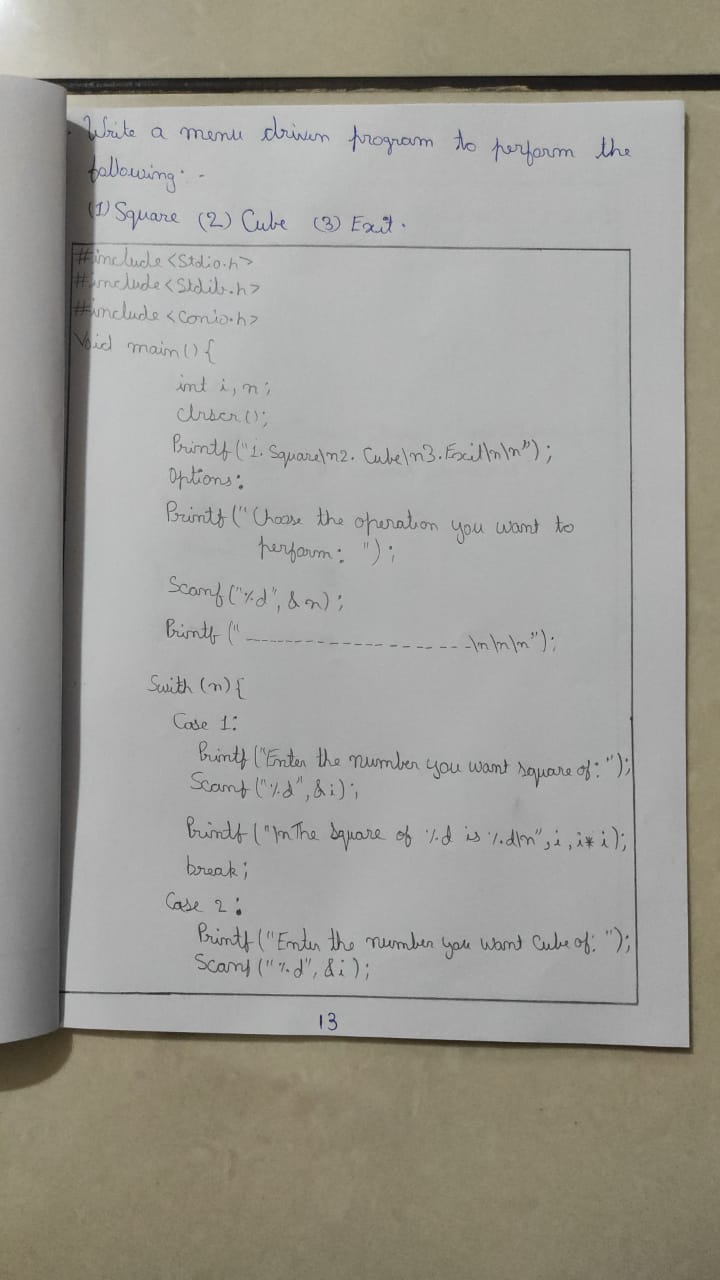 Write a menu driven program to perform the
following: -
(1) Square (2) Cube (3) Exit.
#include <Stdio.h>
#include <Stdlib.h>
#include <Conio.h>
Void main() {
int i, n;
clrscr();
Printf("1. Square\n2. Cube\n3. Exit\n\n");
Options:
Printf("Choose the operation you want to
perform: ");
Scanf("%d", &n);
Printf("--------------------\n\n\n");
Swith (n) {
Case 1:
Printf("Enter the number you want square of: ");
Scanf("%d", &i);
Printf("\nThe Square of %d is %d\n", i, i*i);
break;
Case 2:
Printf("Enter the number you want Cube of: ");
Scanf("%d", &i);
13